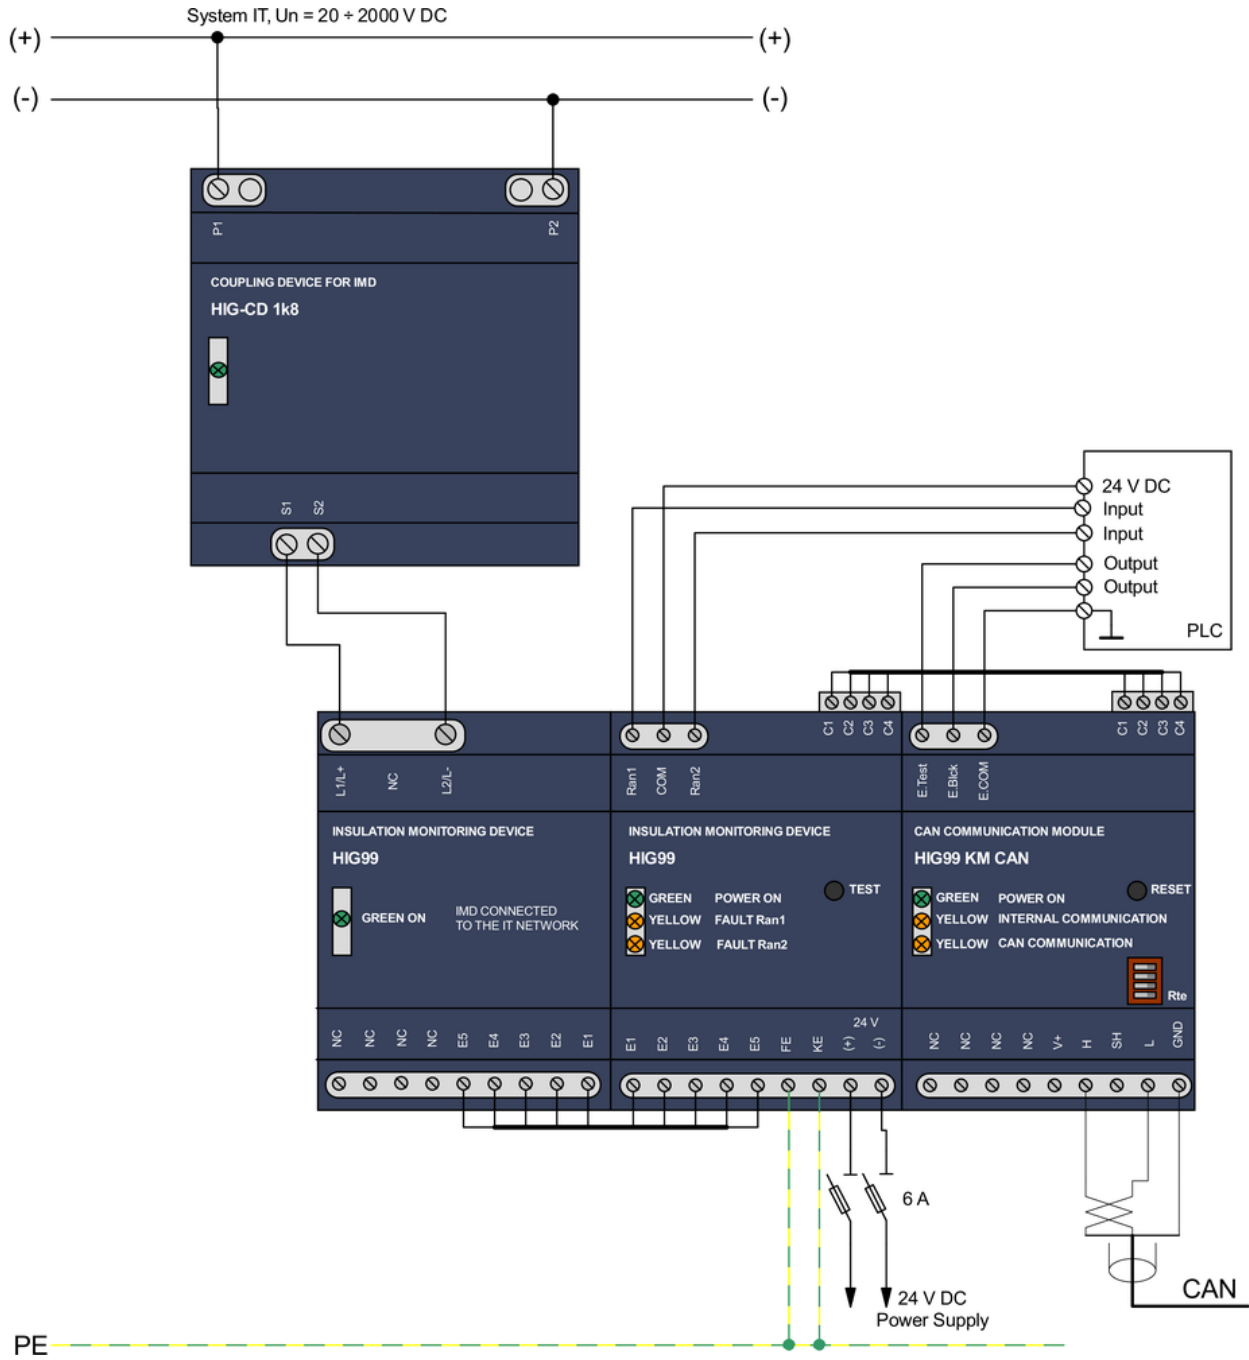 System IT, Un = 20 ÷ 2000 V DC
(+) (+)
(-) (-)
P1 P2
COUPLING DEVICE FOR IMD
HIG-CD 1k8
S1 S2
24 V DC
Input
Input
Output
Output
PLC
L1/L+ NC L2/L-
Ran1 COM Ran2
C1 C2 C3 C4
E.Test E.Blck E.COM
C1 C2 C3 C4
INSULATION MONITORING DEVICE
HIG99
GREEN ON
IMD CONNECTED
TO THE IT NETWORK
INSULATION MONITORING DEVICE
HIG99
TEST
GREEN POWER ON
YELLOW FAULT Ran1
YELLOW FAULT Ran2
CAN COMMUNICATION MODULE
HIG99 KM CAN
RESET
GREEN POWER ON
YELLOW INTERNAL COMMUNICATION
YELLOW CAN COMMUNICATION
Rte
NC NC NC NC E5 E4 E3 E2 E1
24 V
E1 E2 E3 E4 E5 FE KE (+) (-)
NC NC NC NC V+ H SH L GND
6 A
24 V DC
Power Supply
CAN
PE